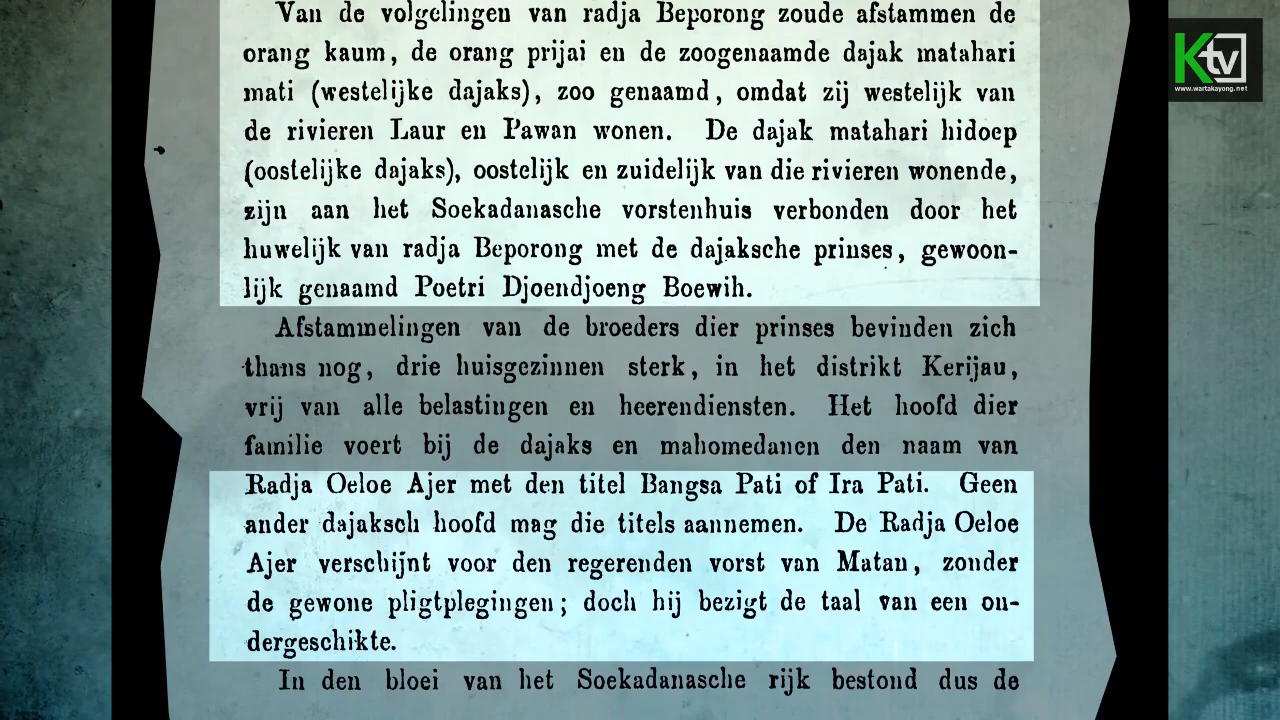 Van de volgelingen van radja Beporong zoude afstammen de
orang kaum, de orang prijai en de zoogenaamde dajak matahari
mati (westelijke dajaks), zoo genaamd, omdat zij westelijk van
de rivieren Laur en Pawan wonen. De dajak matahari hidoep
(oostelijke dajaks), oostelijk en zuidelijk van die rivieren wonende,
zijn aan het Soekadanasche vorstenhuis verbonden door het
huwelijk van radja Beporong met de dajaksche prinses, gewoon-
lijk genaamd Poetri Djoendjoeng Boewih.
Afstammelingen van de broeders dier prinses bevinden zich
thans nog, drie huisgezinnen sterk, in het distrikt Kerijau,
vrij van alle belastingen en heerendiensten. Het hoofd dier
familie voert bij de dajaks en mahomedanen den naam van
Radja Oeloe Ajer met den titel Bangsa Pati of Ira Pati. Geen
ander dajaksch hoofd mag die titels aannemen. De Radja Oeloe
Ajer verschijnt voor den regerenden vorst van Matan, zonder
de gewone pligtplegingen; doch hij bezigt de taal van een on-
dergeschikte.
In den bloei van het Soekadanasche rijk bestond dus de
Ktv
www.wartakayong.net